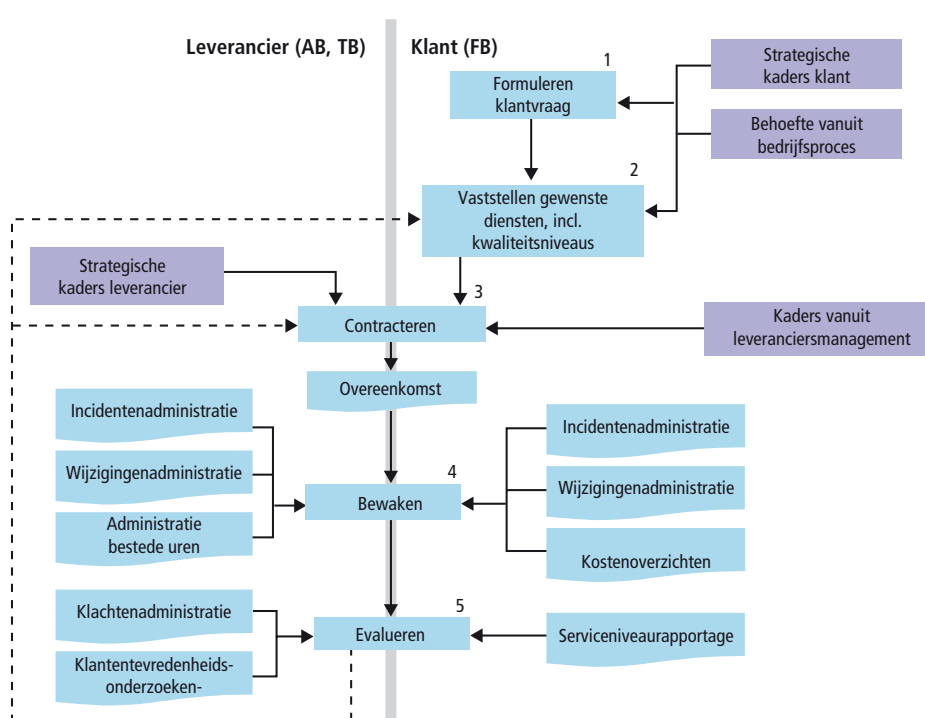 Leverancier (AB, TB)
Klant (FB)
1
Formuleren
klantvraag
Strategische
kaders klant
Behoefte vanuit
bedrijfsproces
2
Vaststellen gewenste
diensten, incl.
kwaliteitsniveaus
Strategische
kaders leverancier
3
Contracteren
Kaders vanuit
leveranciersmanagement
Overeenkomst
Incidentenadministratie
Wijzigingenadministratie
Administratie
bestede uren
4
Bewaken
Incidentenadministratie
Wijzigingenadministratie
Kostenoverzichten
Klachtenadministratie
Klantentevredenheids-
onderzoeken-
5
Evalueren
Serviceniveaurapportage